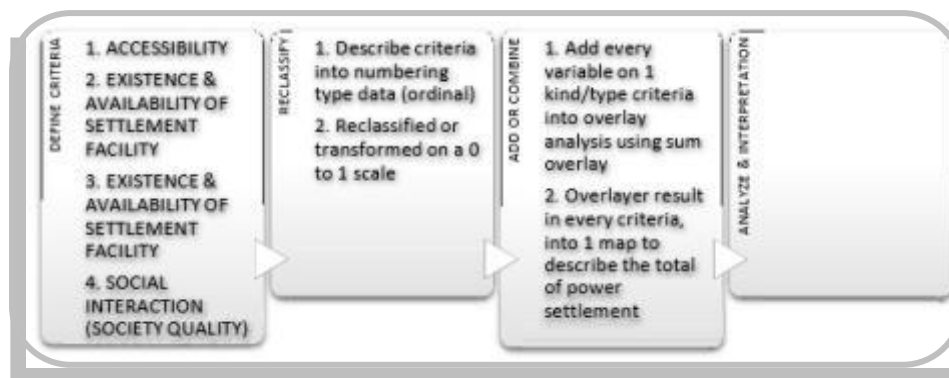 DEFINE CRITERIA
1. ACCESSIBILITY
2. EXISTENCE &
AVAILABILITY OF
SETTLEMENT
FACILITY
3. EXISTENCE &
AVAILABILITY OF
SETTLEMENT
FACILITY
4. SOCIAL
INTERACTION
(SOCIETY QUALITY)
RECLASSIFY
1. Describe criteria
into numbering
type data (ordinal)
2. Reclassified or
transformed on a 0
to 1 scale
ADD OR COMBINE
1. Add every
variable on 1
kind/type criteria
into overlay
analysis using sum
overlay
2. Overlayer result
in every criteria,
into 1 map to
describe the total
of power
settlement
ANALYZE & INTERPRETATION